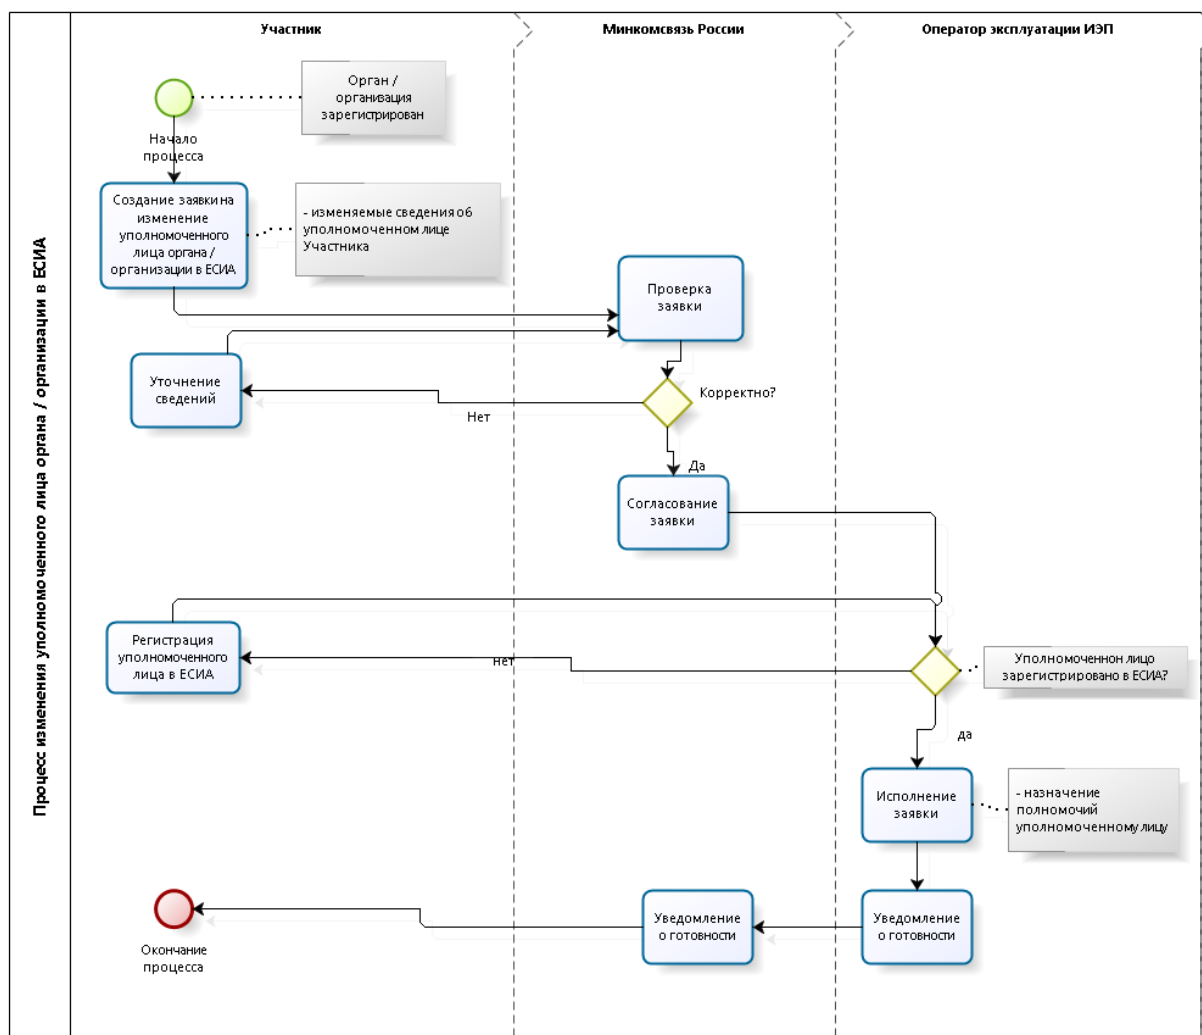 Участник
Минкомсвязь России
Оператор эксплуатации ИЭП
Процесс изменения уполномоченного лица органа / организации в ЕСИА
Орган /
организация
зарегистрирован
Начало
процесса
Создание заявки на
изменение
уполномоченного
лица органа /
организации в ЕСИА
- изменяемые сведения об
уполномоченном лице
Участника
Проверка
заявки
Уточнение
сведений
Корректно?
Нет
Да
Согласование
заявки
Регистрация
уполномоченного
лица в ЕСИА
нет
Уполномоченнон лицо
зарегистрировано в ЕСИА?
да
Исполнение
заявки
- назначение
полномочий
уполномоченному лицу
Уведомление
о готовности
Уведомление
о готовности
Окончание
процесса